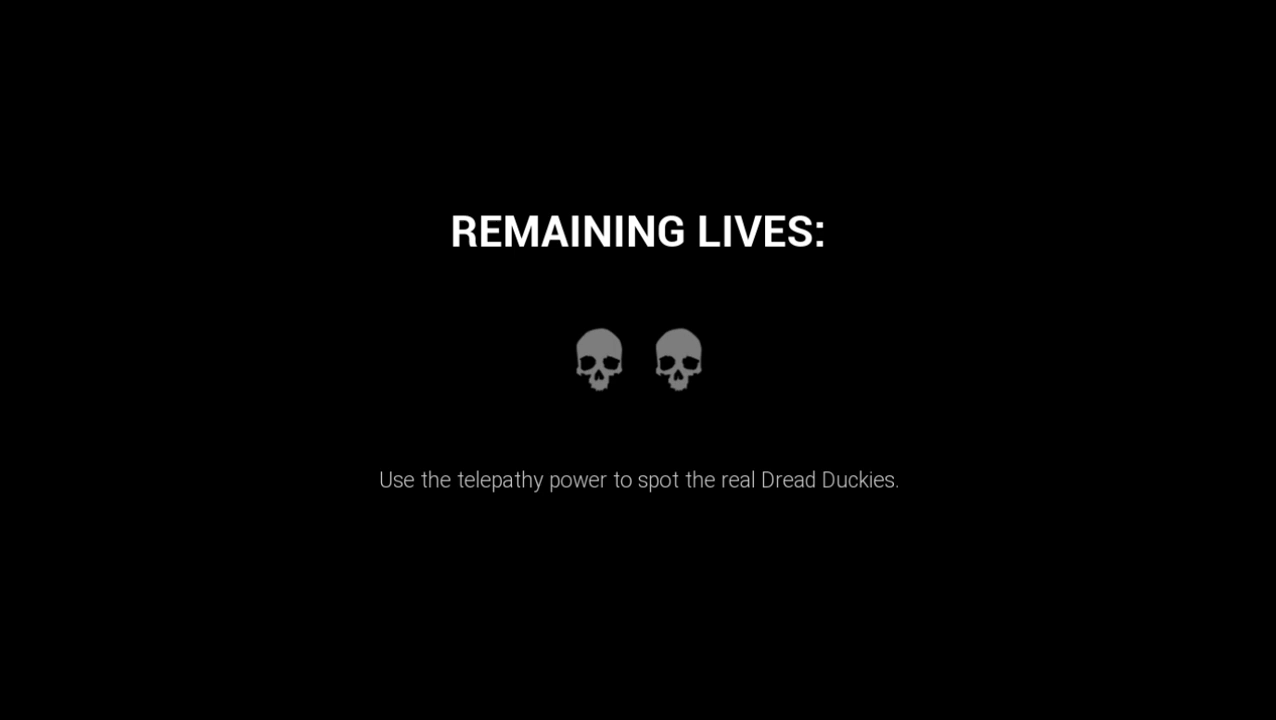 REMAINING LIVES:
Use the telepathy power to spot the real Dread Duckies.